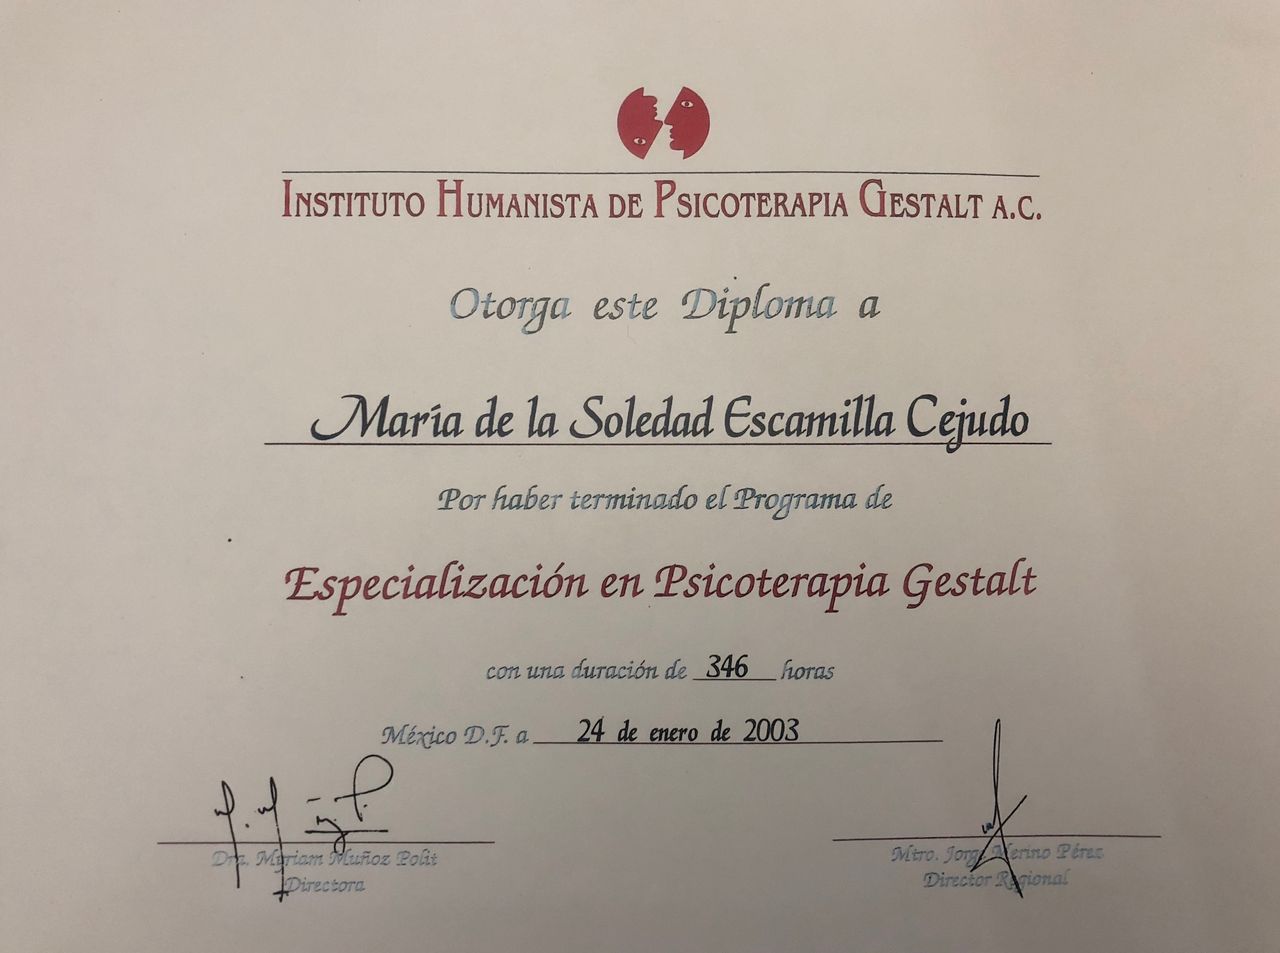 INSTITUTO HUMANISTA DE PSICOTERAPIA GESTALT A.C.
Otorga este Diploma a
María de la Soledad Escamilla Cejudo
Por haber terminado el Programa de
Especialización en Psicoterapia Gestalt
con una duración de 346 horas
México D.F. a 24 de enero de 2003
Dra. Myriam Muñoz Polit
Directora
Mtro. Jorge Merino Pérez
Director Regional